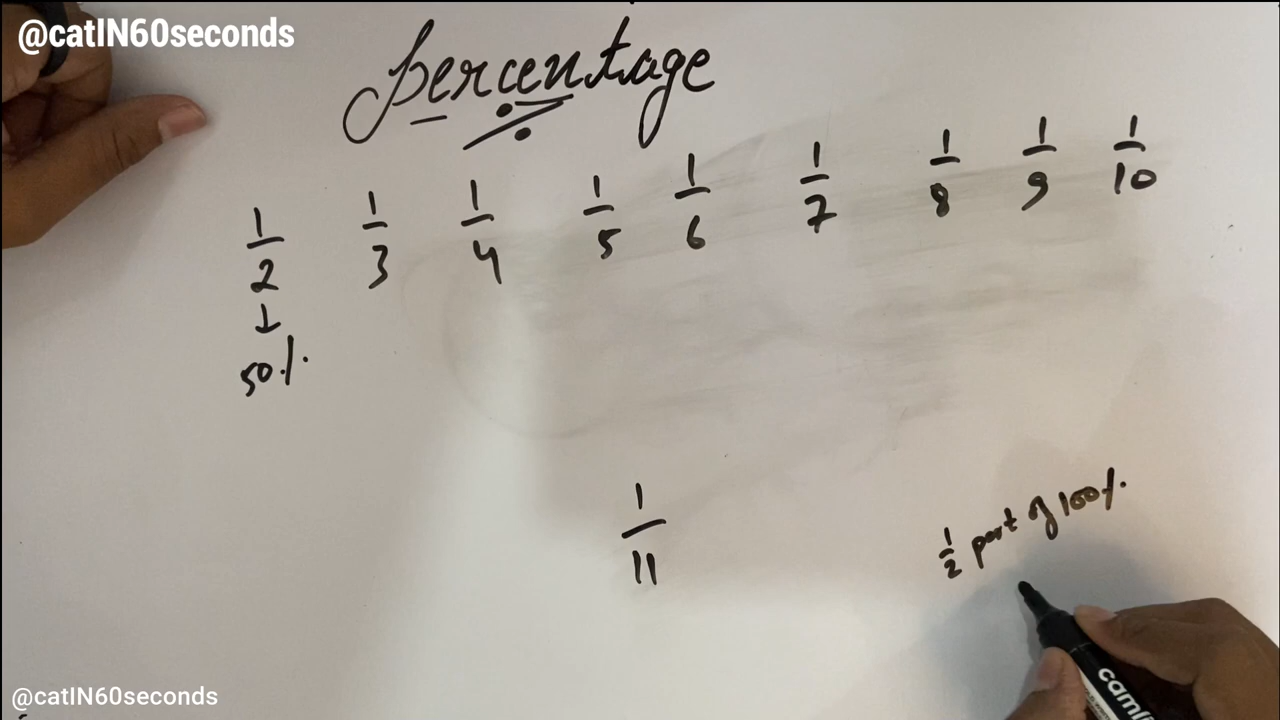 @catIN60seconds
Percentage
%
1/2 1/3 1/4 1/5 1/6 1/7 1/8 1/9 1/10
↓
50%
1/11
1/2 part of 100%
camli
@catIN60seconds